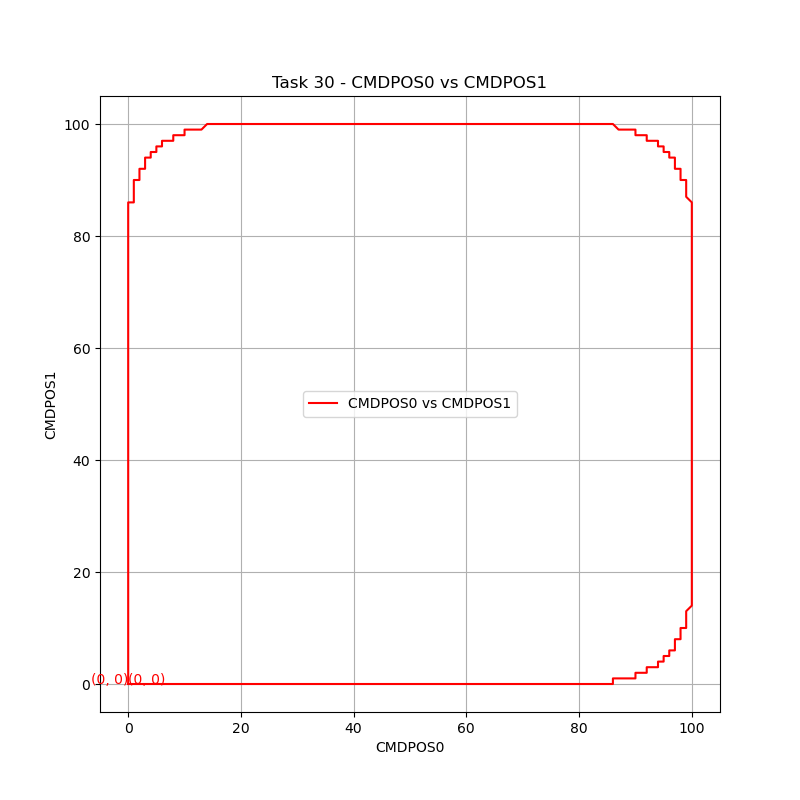 Task 30 - CMDPOS0 vs CMDPOS1
100
80
60
40
20
0
CMDPOS1
CMDPOS0 vs CMDPOS1
(0, 0)(0, 0)
0 20 40 60 80 100
CMDPOS0